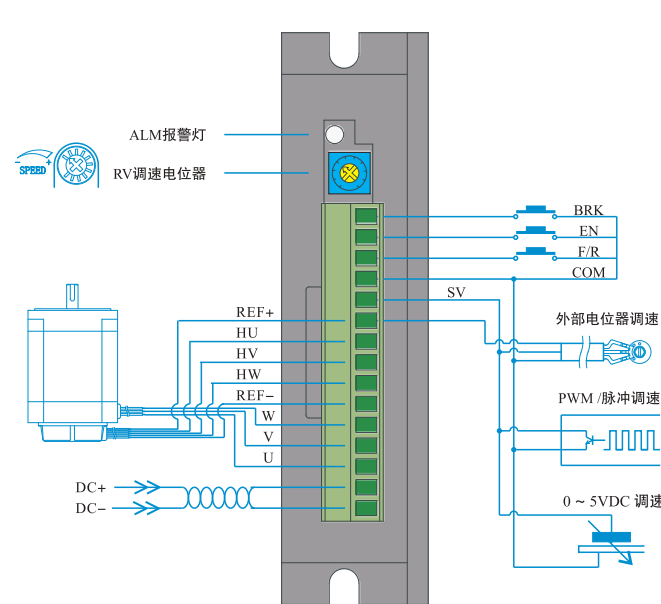 ALM报警灯
SPEED
RV调速电位器
BRK
EN
F/R
COM
SV
外部电位器调速
REF+
HU
HV
HW
REF−
W
V
U
PWM /脉冲调速
DC+
DC−
0 ~ 5VDC 调速